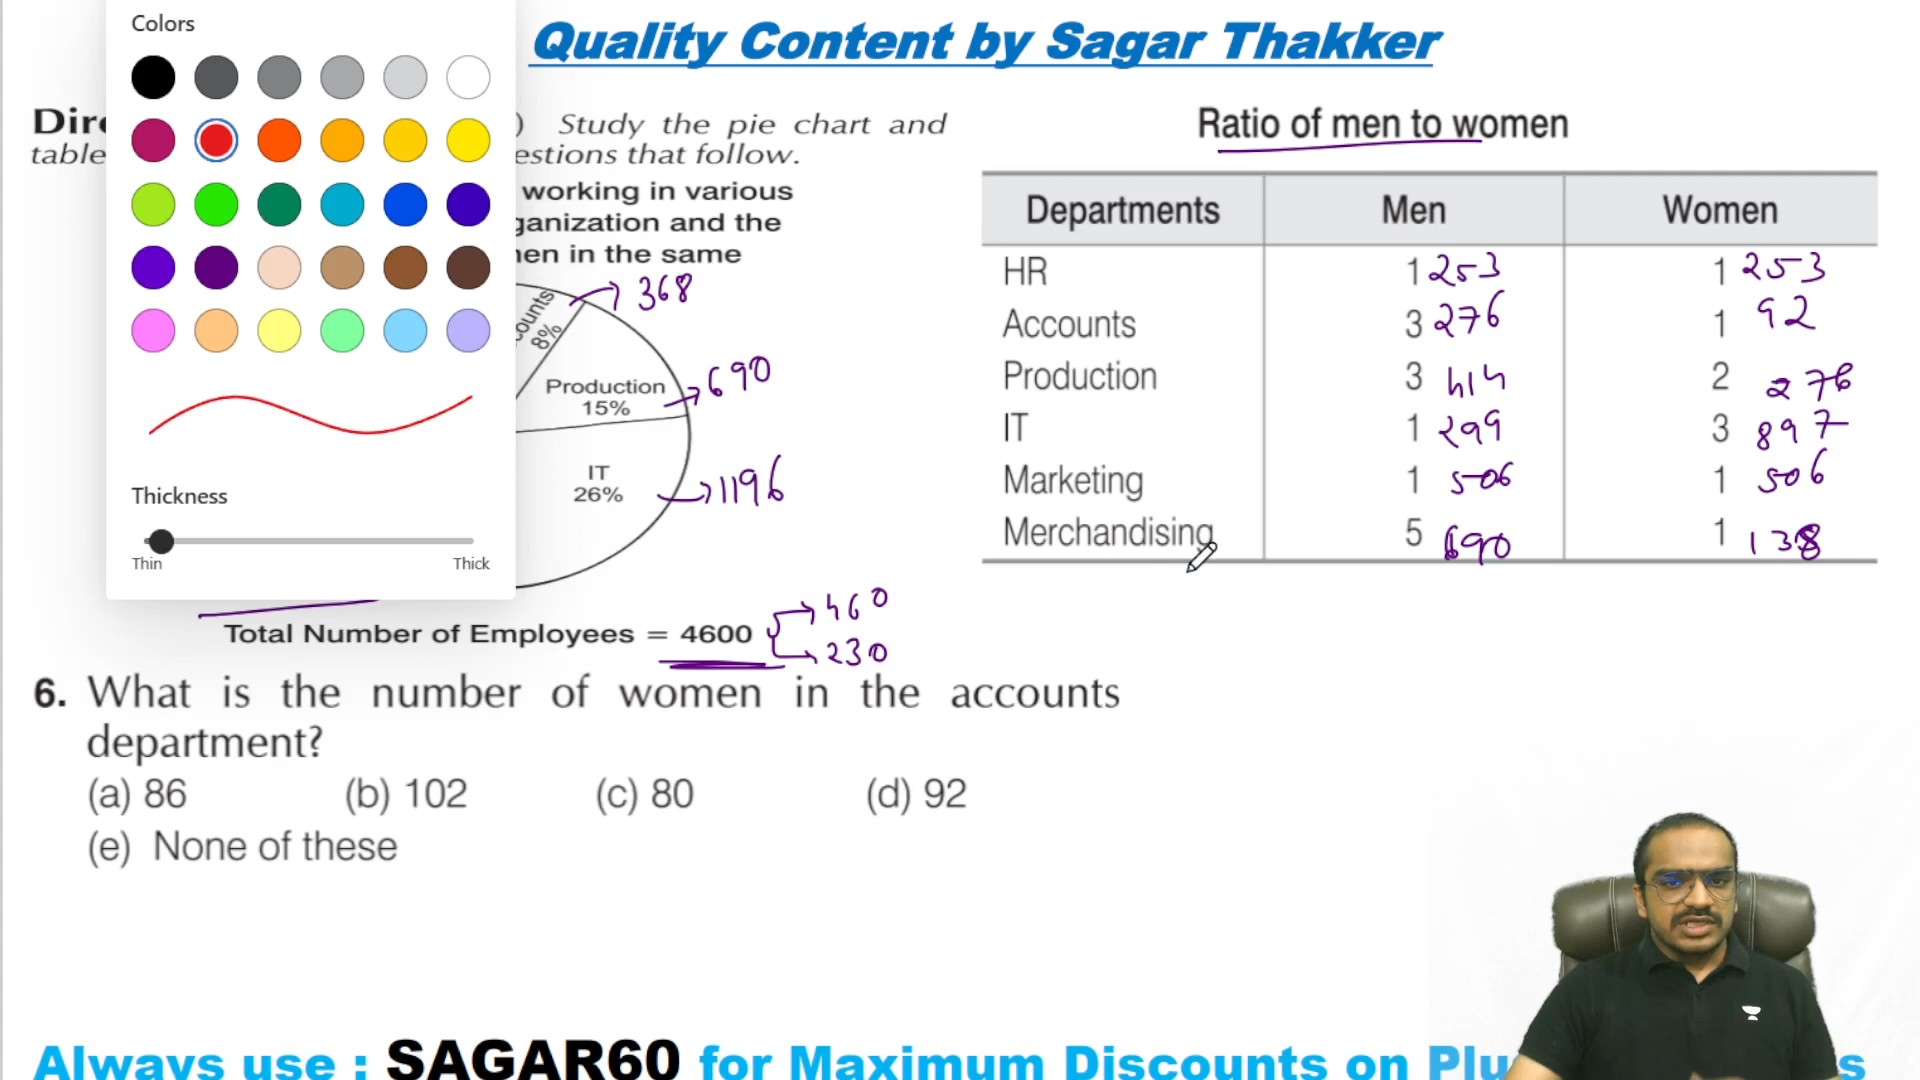 Colors
Thickness
Thin
Thick
Quality Content by Sagar Thakker
Dire
) Study the pie chart and
table
estions that follow.
working in various
ganization and the
en in the same
ounts
8%
368
Production
15%
690
IT
26%
1196
Total Number of Employees = 4600
460
230
Ratio of men to women
Departments Men Women
HR 1 253 1 253
Accounts 3 276 1 92
Production 3 414 2 276
IT 1 299 3 897
Marketing 1 506 1 506
Merchandising 5 690 1 138
6. What is the number of women in the accounts
department?
(a) 86 (b) 102 (c) 80 (d) 92
(e) None of these
Always use : SAGAR60 for Maximum Discounts on Plu s